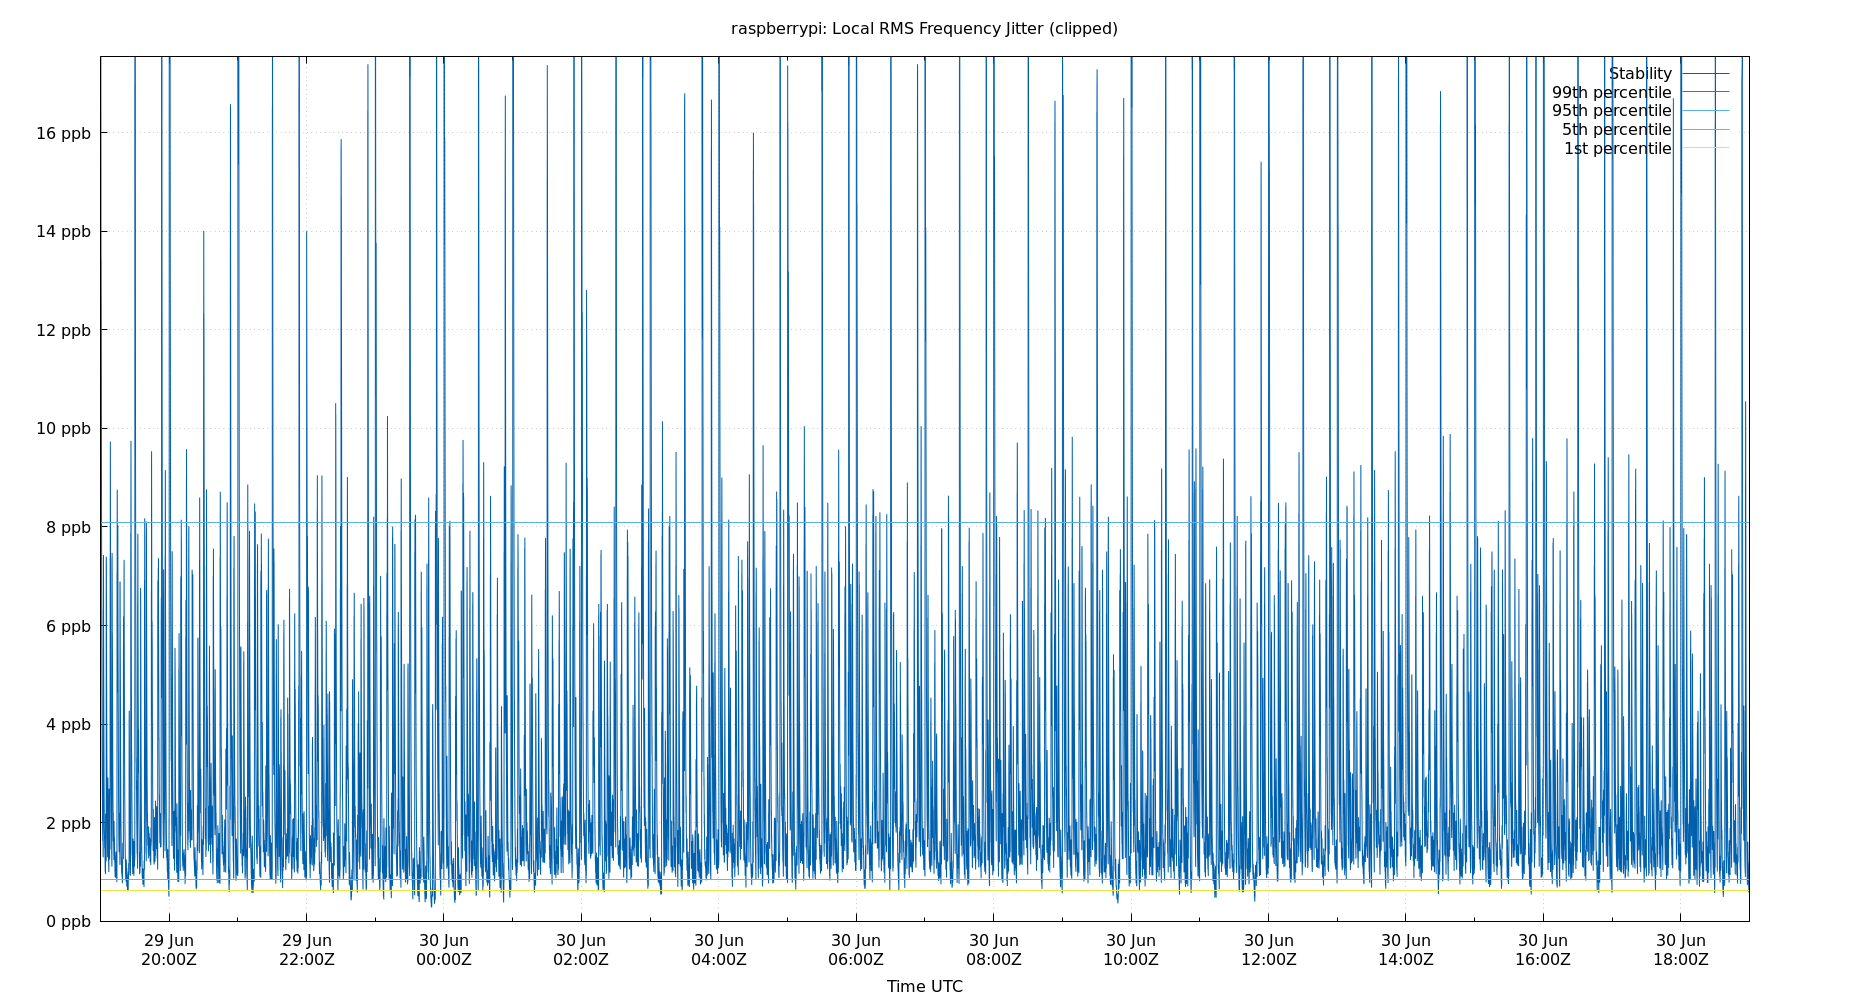 raspberrypi: Local RMS Frequency Jitter (clipped)
Stability
99th percentile
95th percentile
5th percentile
1st percentile
16 ppb
14 ppb
12 ppb
10 ppb
8 ppb
6 ppb
4 ppb
2 ppb
0 ppb
29 Jun 29 Jun 30 Jun 30 Jun 30 Jun 30 Jun 30 Jun 30 Jun 30 Jun 30 Jun 30 Jun 30 Jun
20:00Z 22:00Z 00:00Z 02:00Z 04:00Z 06:00Z 08:00Z 10:00Z 12:00Z 14:00Z 16:00Z 18:00Z
Time UTC